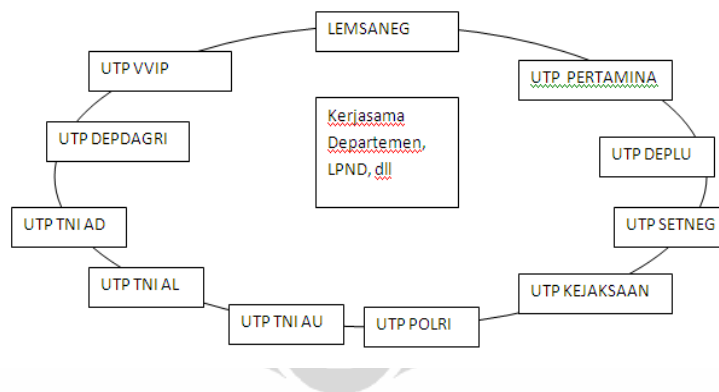 LEMSANEG
UTP VVIP
UTP PERTAMINA
Kerjasama
Departemen,
LPND, dll
UTP DEPDAGRI
UTP DEPLU
UTP TNI AD
UTP SETNEG
UTP TNI AL
UTP KEJAKSAAN
UTP TNI AU
UTP POLRI